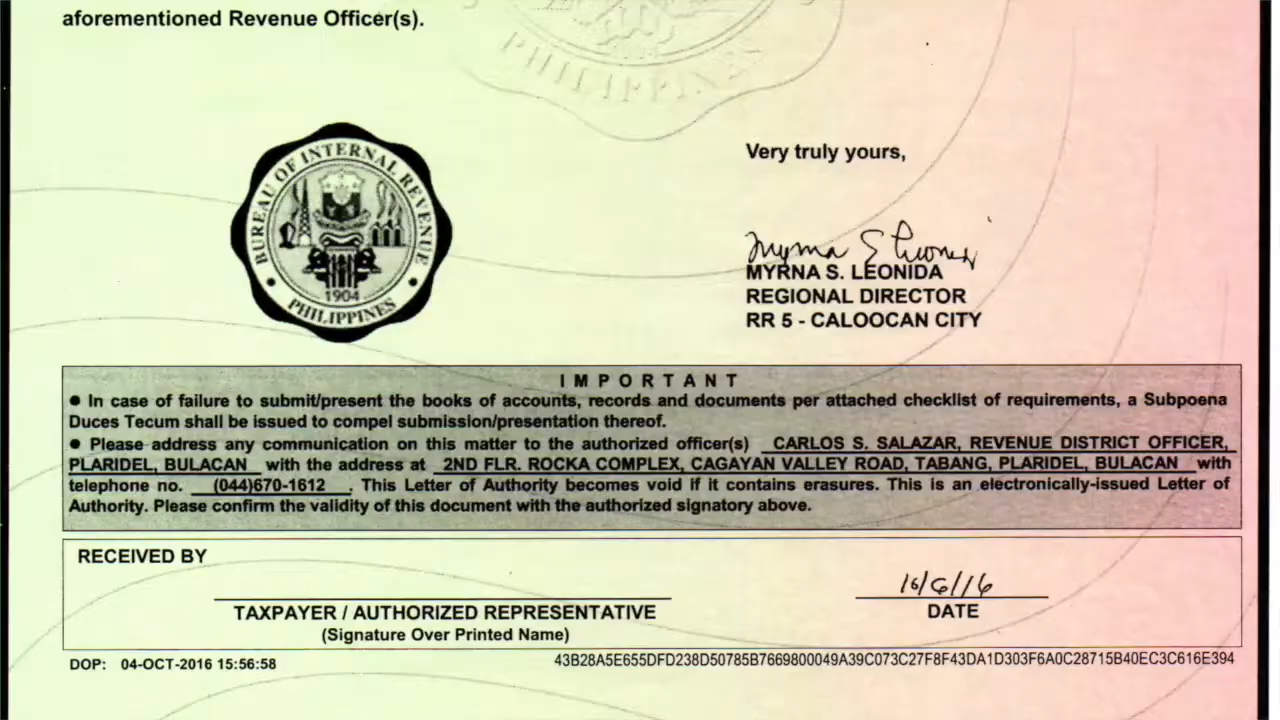 aforementioned Revenue Officer(s).
PHILIPPINES
BUREAU OF INTERNAL REVENUE
1904
PHILIPPINES
Very truly yours,
Myrna S Leonida
MYRNA S. LEONIDA
REGIONAL DIRECTOR
RR 5 - CALOOCAN CITY
IMPORTANT
● In case of failure to submit/present the books of accounts, records and documents per attached checklist of requirements, a Subpoena
Duces Tecum shall be issued to compel submission/presentation thereof.
● Please address any communication on this matter to the authorized officer(s) CARLOS S. SALAZAR, REVENUE DISTRICT OFFICER,
PLARIDEL, BULACAN with the address at 2ND FLR. ROCKA COMPLEX, CAGAYAN VALLEY ROAD, TABANG, PLARIDEL, BULACAN with
telephone no. (044)670-1612 . This Letter of Authority becomes void if it contains erasures. This is an electronically-issued Letter of
Authority. Please confirm the validity of this document with the authorized signatory above.
RECEIVED BY
10/6/16
TAXPAYER / AUTHORIZED REPRESENTATIVE
DATE
(Signature Over Printed Name)
DOP: 04-OCT-2016 15:56:58
43B28A5E655DFD238D50785B7669800049A39C073C27F8F43DA1D303F6A0C28715B40EC3C616E394